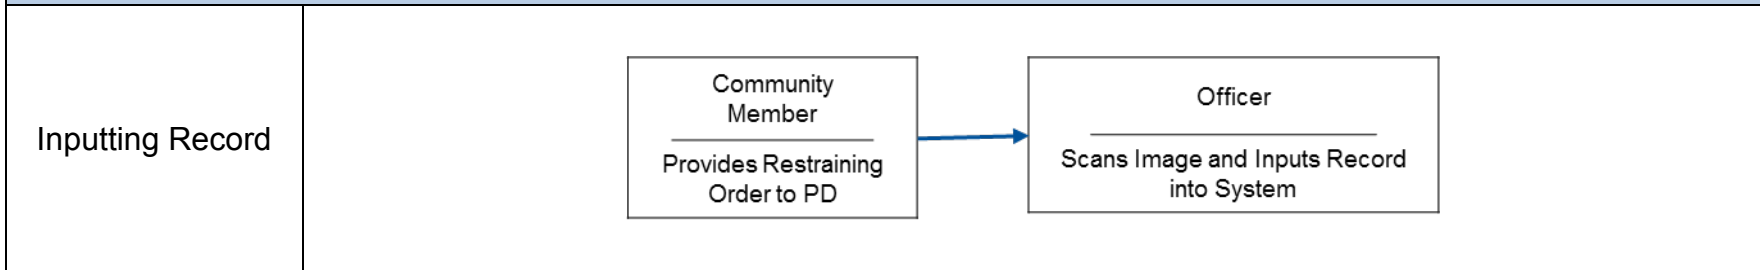 Inputting Record
Community
Member
Provides Restraining
Order to PD
Officer
Scans Image and Inputs Record
into System